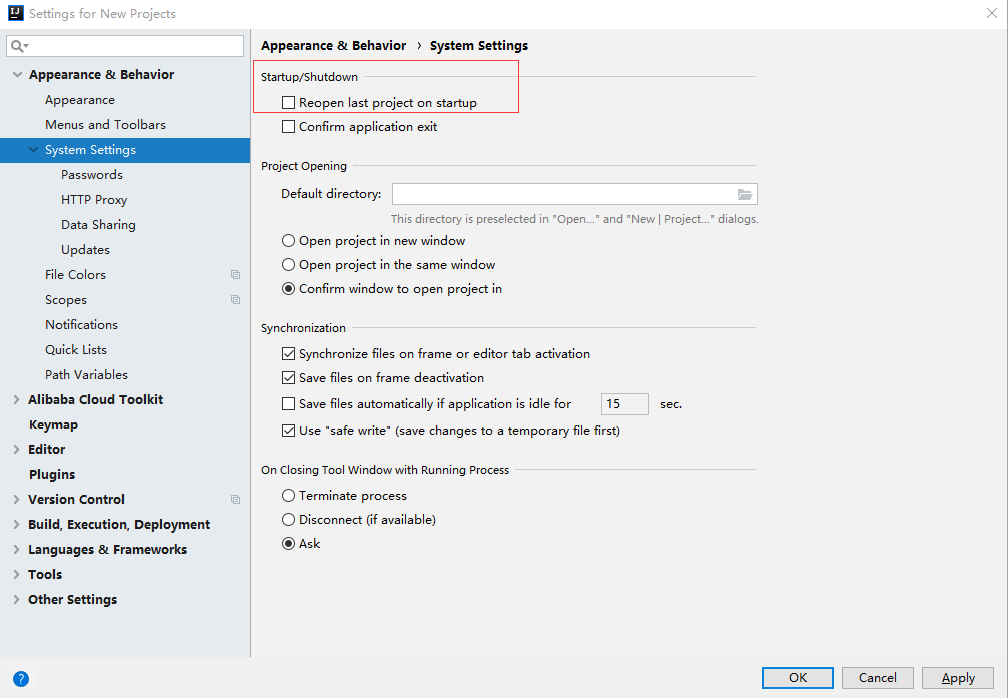 IJ Settings for New Projects
Appearance & Behavior › System Settings
Appearance & Behavior
Appearance
Menus and Toolbars
System Settings
Passwords
HTTP Proxy
Data Sharing
Updates
File Colors
Scopes
Notifications
Quick Lists
Path Variables
Alibaba Cloud Toolkit
Keymap
Editor
Plugins
Version Control
Build, Execution, Deployment
Languages & Frameworks
Tools
Other Settings
Startup/Shutdown
Reopen last project on startup
Confirm application exit
Project Opening
Default directory:
This directory is preselected in "Open..." and "New | Project..." dialogs.
Open project in new window
Open project in the same window
Confirm window to open project in
Synchronization
Synchronize files on frame or editor tab activation
Save files on frame deactivation
Save files automatically if application is idle for 15 sec.
Use "safe write" (save changes to a temporary file first)
On Closing Tool Window with Running Process
Terminate process
Disconnect (if available)
Ask
?
OK Cancel Apply